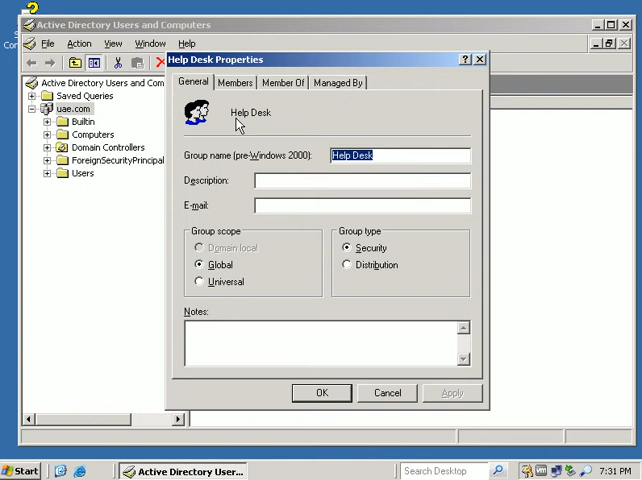 Active Directory Users and Computers
File Action View Window Help
Help Desk Properties
General Members Member Of Managed By
Active Directory Users and Com
Saved Queries
uae.com
Builtin
Computers
Domain Controllers
ForeignSecurityPrincipal
Users
Help Desk
Group name (pre-Windows 2000): Help Desk
Description:
E-mail:
Group scope
Domain local
Global
Universal
Group type
Security
Distribution
Notes:
OK Cancel Apply
Start
Active Directory User...
Search Desktop
7:31 PM